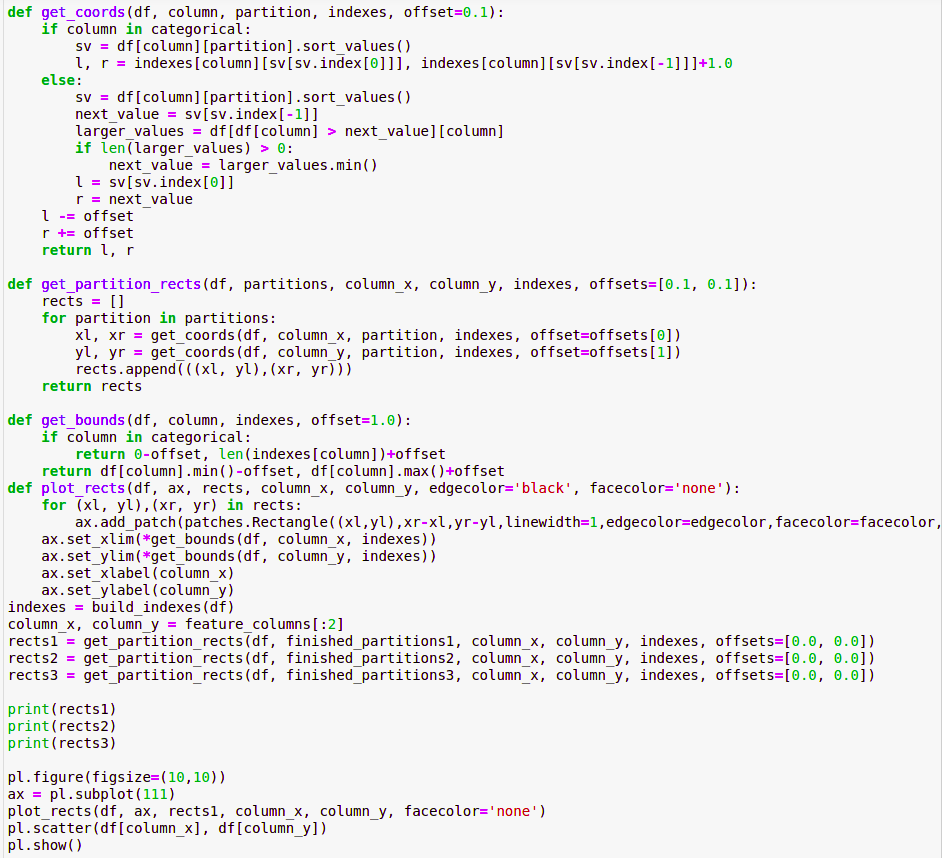 def get_coords(df, column, partition, indexes, offset=0.1):
    if column in categorical:
        sv = df[column][partition].sort_values()
        l, r = indexes[column][sv[sv.index[0]]], indexes[column][sv[sv.index[-1]]]+1.0
    else:
        sv = df[column][partition].sort_values()
        next_value = sv[sv.index[-1]]
        larger_values = df[df[column] > next_value][column]
        if len(larger_values) > 0:
            next_value = larger_values.min()
        l = sv[sv.index[0]]
        r = next_value
    l -= offset
    r += offset
    return l, r

def get_partition_rects(df, partitions, column_x, column_y, indexes, offsets=[0.1, 0.1]):
    rects = []
    for partition in partitions:
        xl, xr = get_coords(df, column_x, partition, indexes, offset=offsets[0])
        yl, yr = get_coords(df, column_y, partition, indexes, offset=offsets[1])
        rects.append(((xl, yl),(xr, yr)))
    return rects

def get_bounds(df, column, indexes, offset=1.0):
    if column in categorical:
        return 0-offset, len(indexes[column])+offset
    return df[column].min()-offset, df[column].max()+offset
def plot_rects(df, ax, rects, column_x, column_y, edgecolor='black', facecolor='none'):
    for (xl, yl),(xr, yr) in rects:
        ax.add_patch(patches.Rectangle((xl,yl),xr-xl,yr-yl,linewidth=1,edgecolor=edgecolor,facecolor=facecolor,
    ax.set_xlim(*get_bounds(df, column_x, indexes))
    ax.set_ylim(*get_bounds(df, column_y, indexes))
    ax.set_xlabel(column_x)
    ax.set_ylabel(column_y)
indexes = build_indexes(df)
column_x, column_y = feature_columns[:2]
rects1 = get_partition_rects(df, finished_partitions1, column_x, column_y, indexes, offsets=[0.0, 0.0])
rects2 = get_partition_rects(df, finished_partitions2, column_x, column_y, indexes, offsets=[0.0, 0.0])
rects3 = get_partition_rects(df, finished_partitions3, column_x, column_y, indexes, offsets=[0.0, 0.0])

print(rects1)
print(rects2)
print(rects3)

pl.figure(figsize=(10,10))
ax = pl.subplot(111)
plot_rects(df, ax, rects1, column_x, column_y, facecolor='none')
pl.scatter(df[column_x], df[column_y])
pl.show()